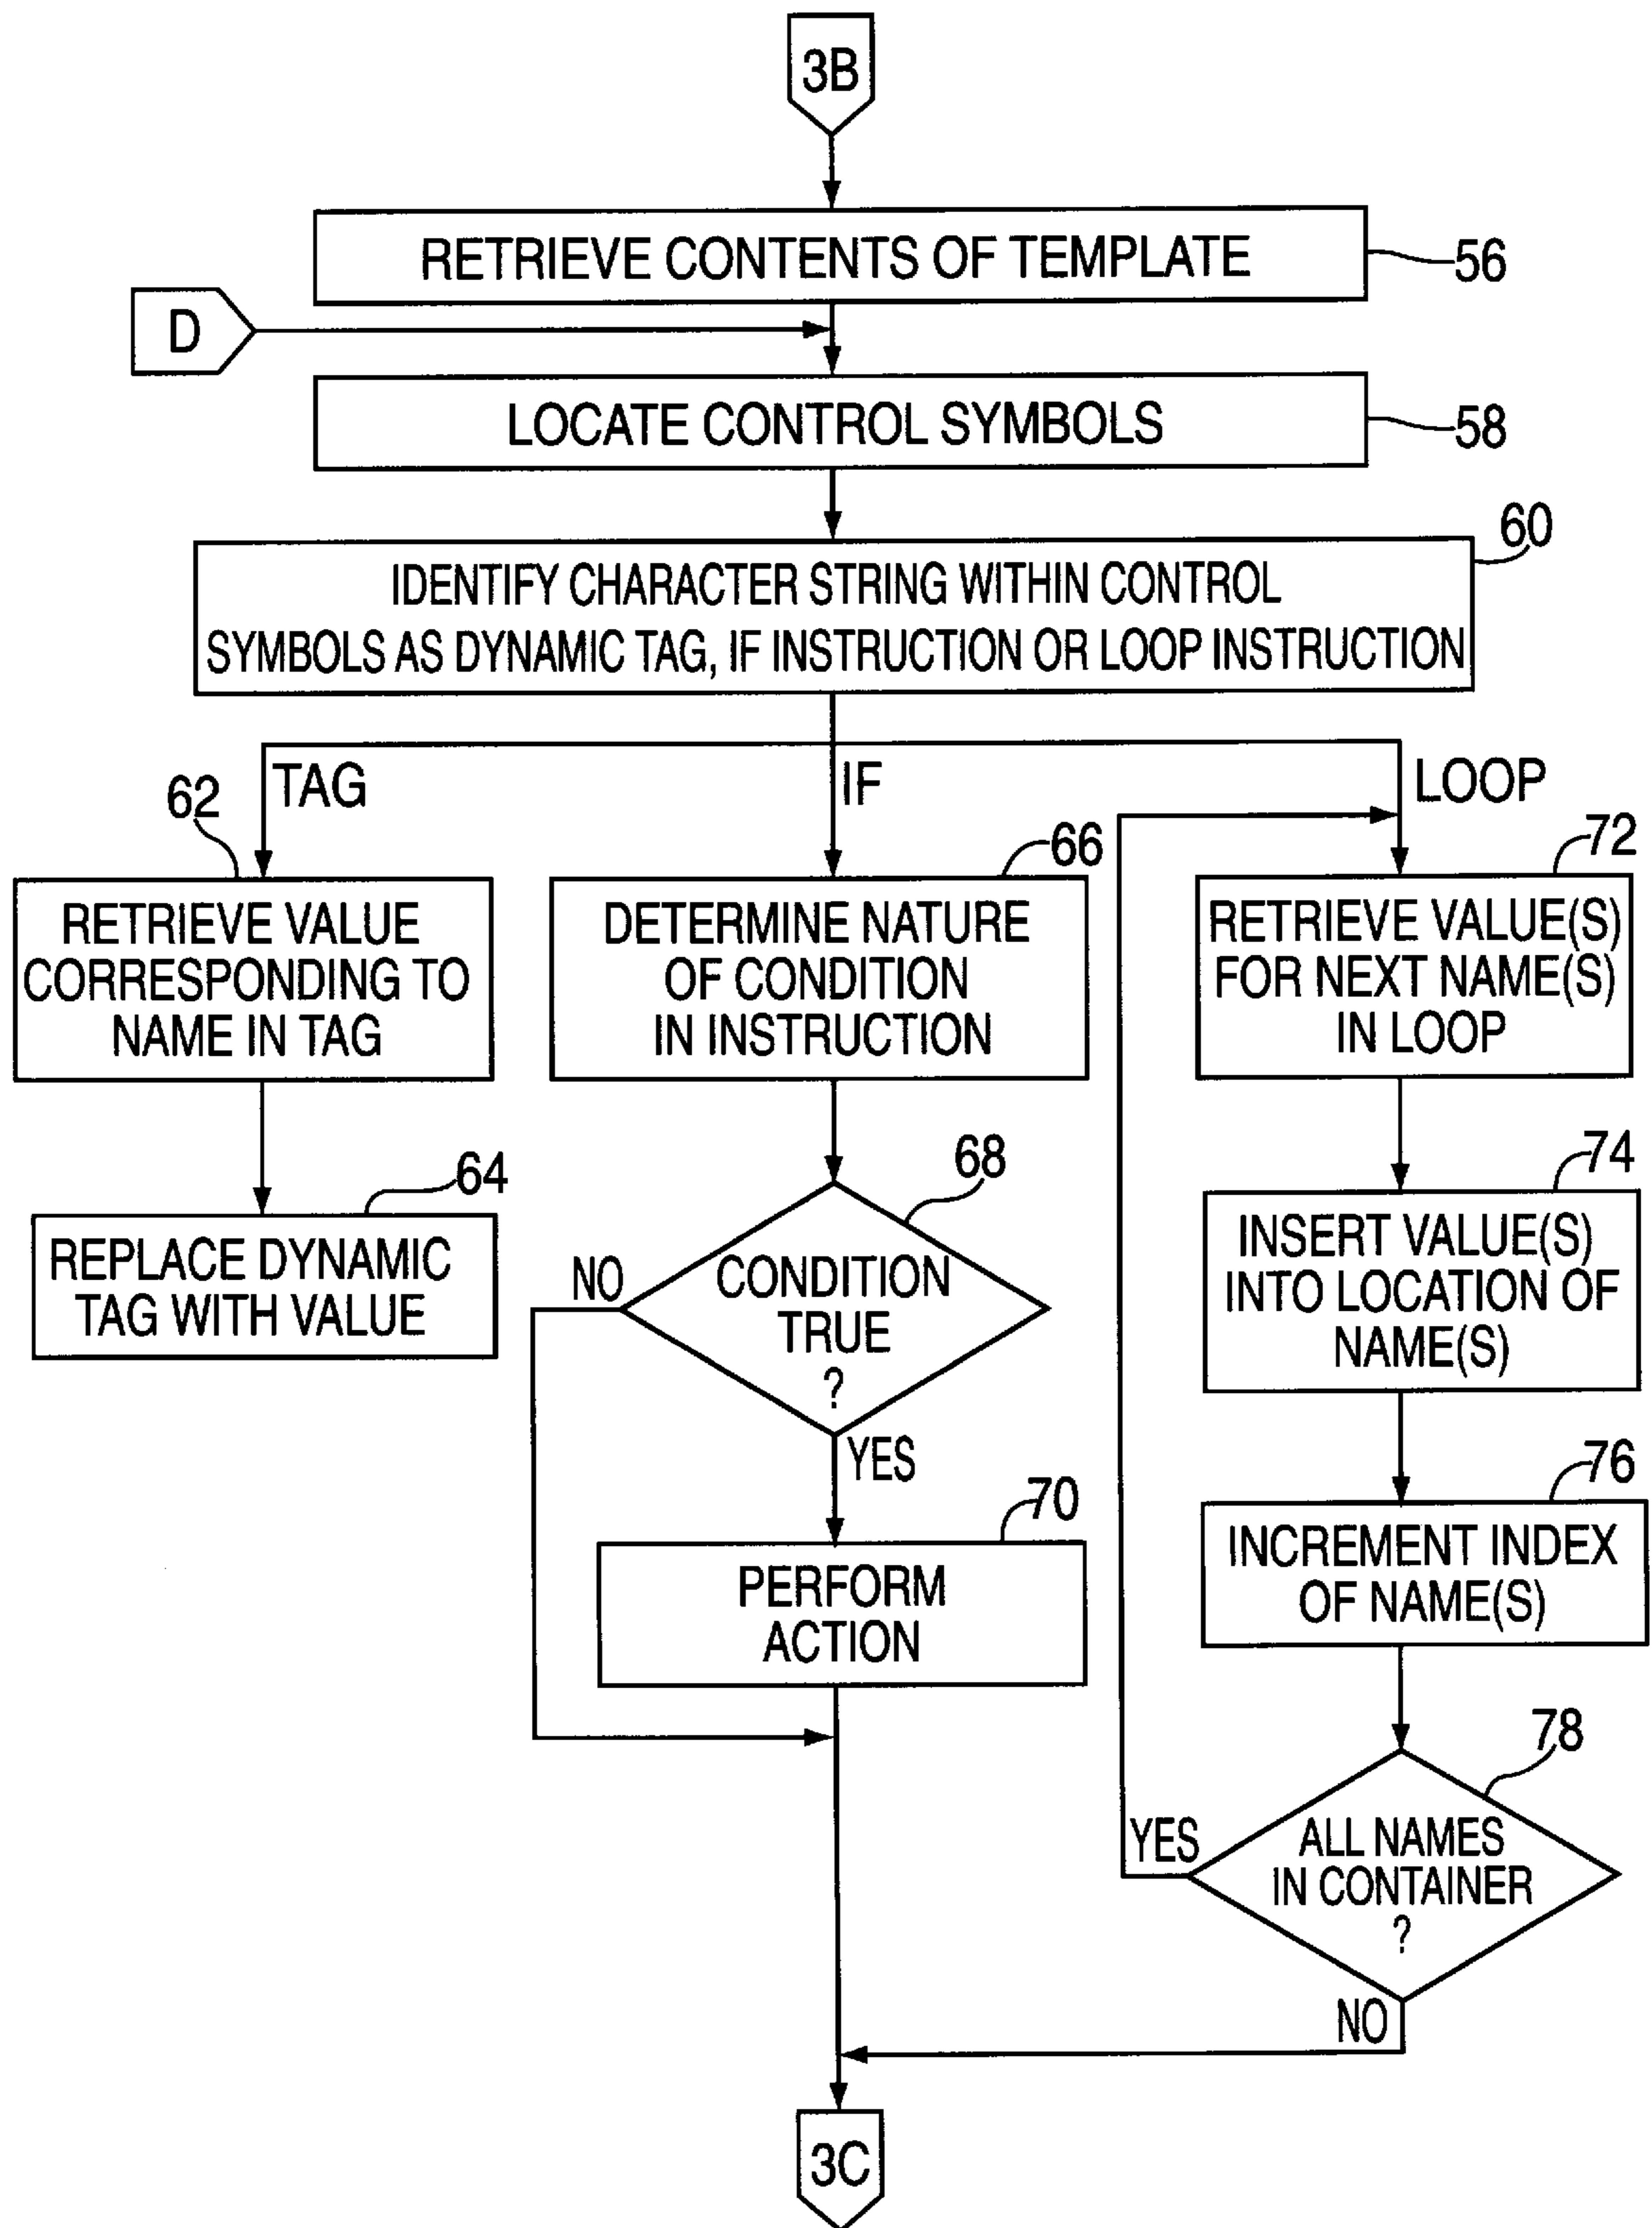 3B
RETRIEVE CONTENTS OF TEMPLATE
56
D
LOCATE CONTROL SYMBOLS
58
60
IDENTIFY CHARACTER STRING WITHIN CONTROL
SYMBOLS AS DYNAMIC TAG, IF INSTRUCTION OR LOOP INSTRUCTION
TAG
IF
LOOP
62
RETRIEVE VALUE
CORRESPONDING TO
NAME IN TAG
64
REPLACE DYNAMIC
TAG WITH VALUE
66
DETERMINE NATURE
OF CONDITION
IN INSTRUCTION
68
CONDITION
TRUE
?
NO
YES
70
PERFORM
ACTION
72
RETRIEVE VALUE(S)
FOR NEXT NAME(S)
IN LOOP
74
INSERT VALUE(S)
INTO LOCATION OF
NAME(S)
76
INCREMENT INDEX
OF NAME(S)
78
ALL NAMES
IN CONTAINER
?
YES
NO
3C